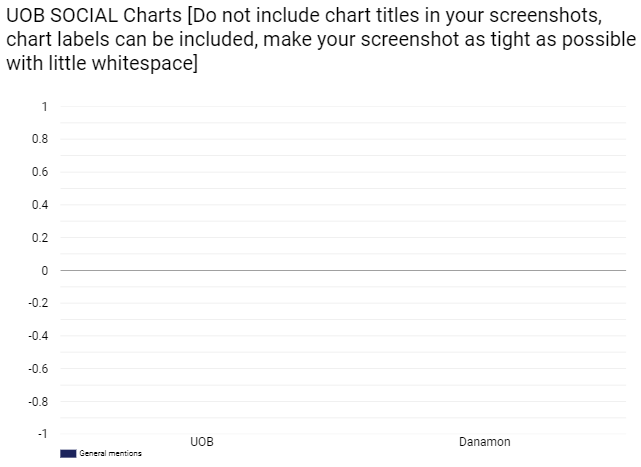 UOB SOCIAL Charts [Do not include chart titles in your screenshots,
chart labels can be included, make your screenshot as tight as possible
with little whitespace]
1
0.8
0.6
0.4
0.2
0
-0.2
-0.4
-0.6
-0.8
-1
UOB Danamon
General mentions